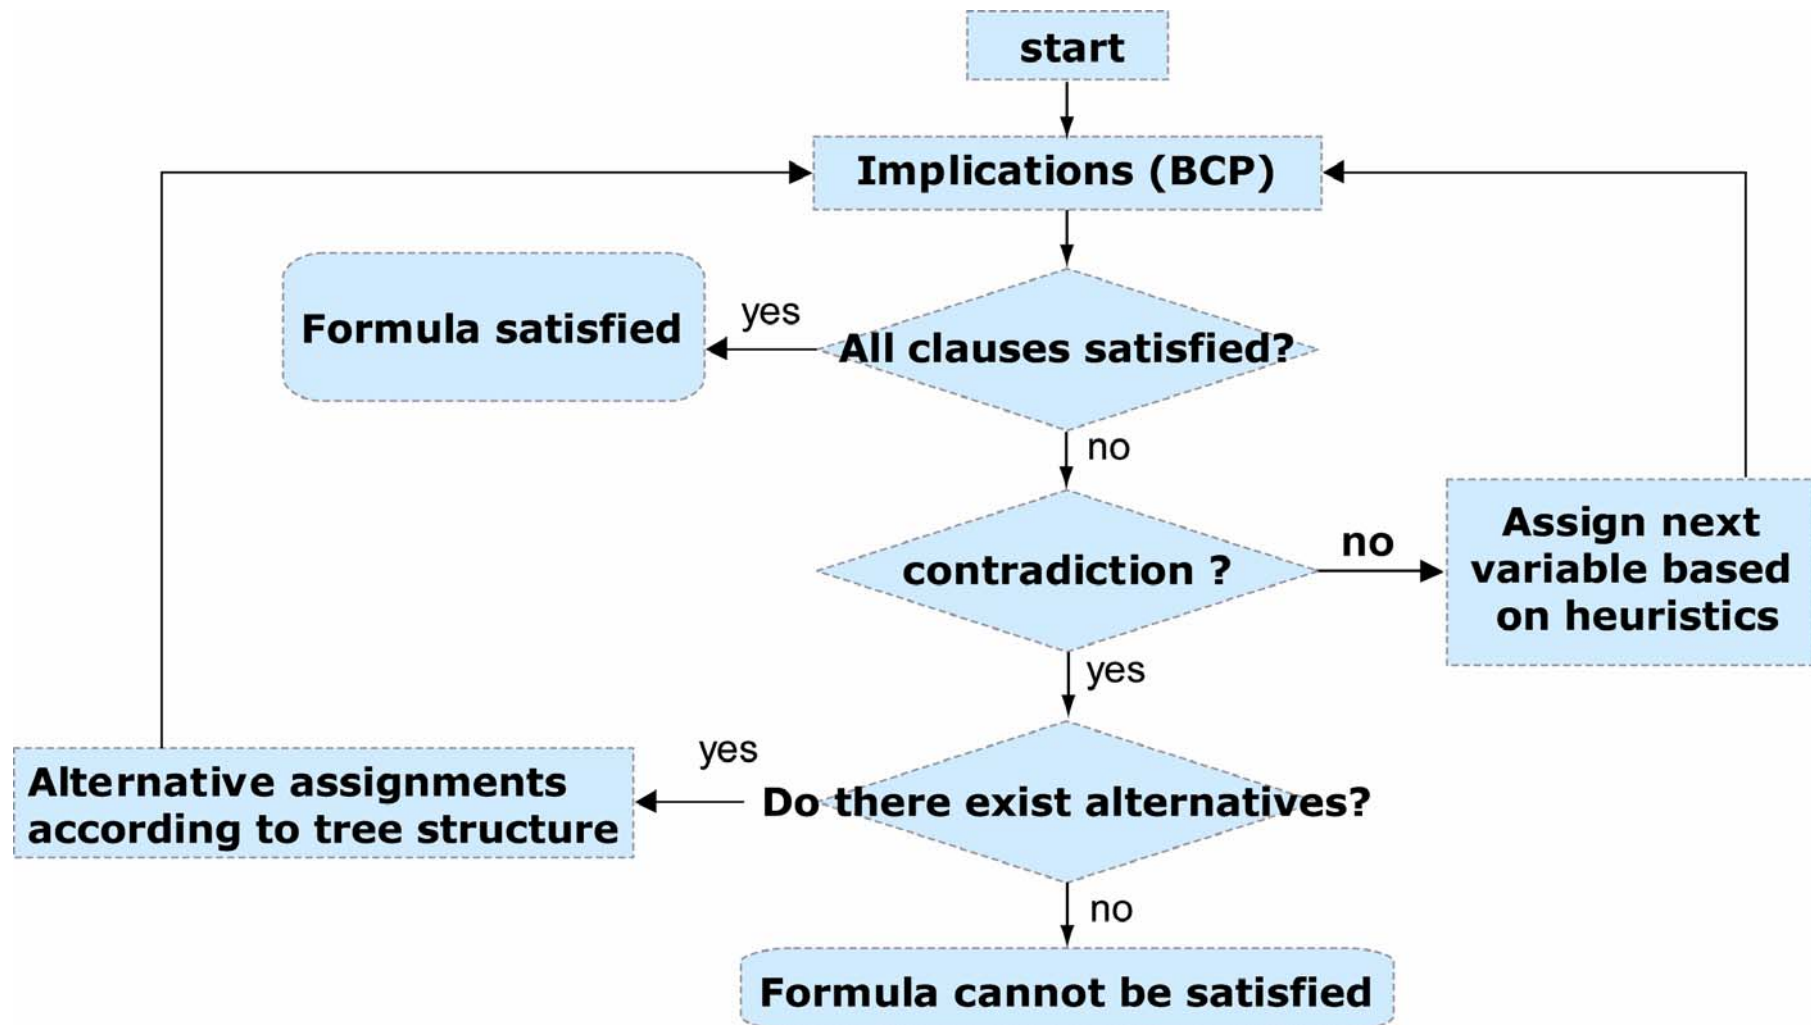 start
Implications (BCP)
Formula satisfied
yes
All clauses satisfied?
no
contradiction ?
no
Assign next
variable based
on heuristics
yes
yes
Alternative assignments
according to tree structure
Do there exist alternatives?
no
Formula cannot be satisfied